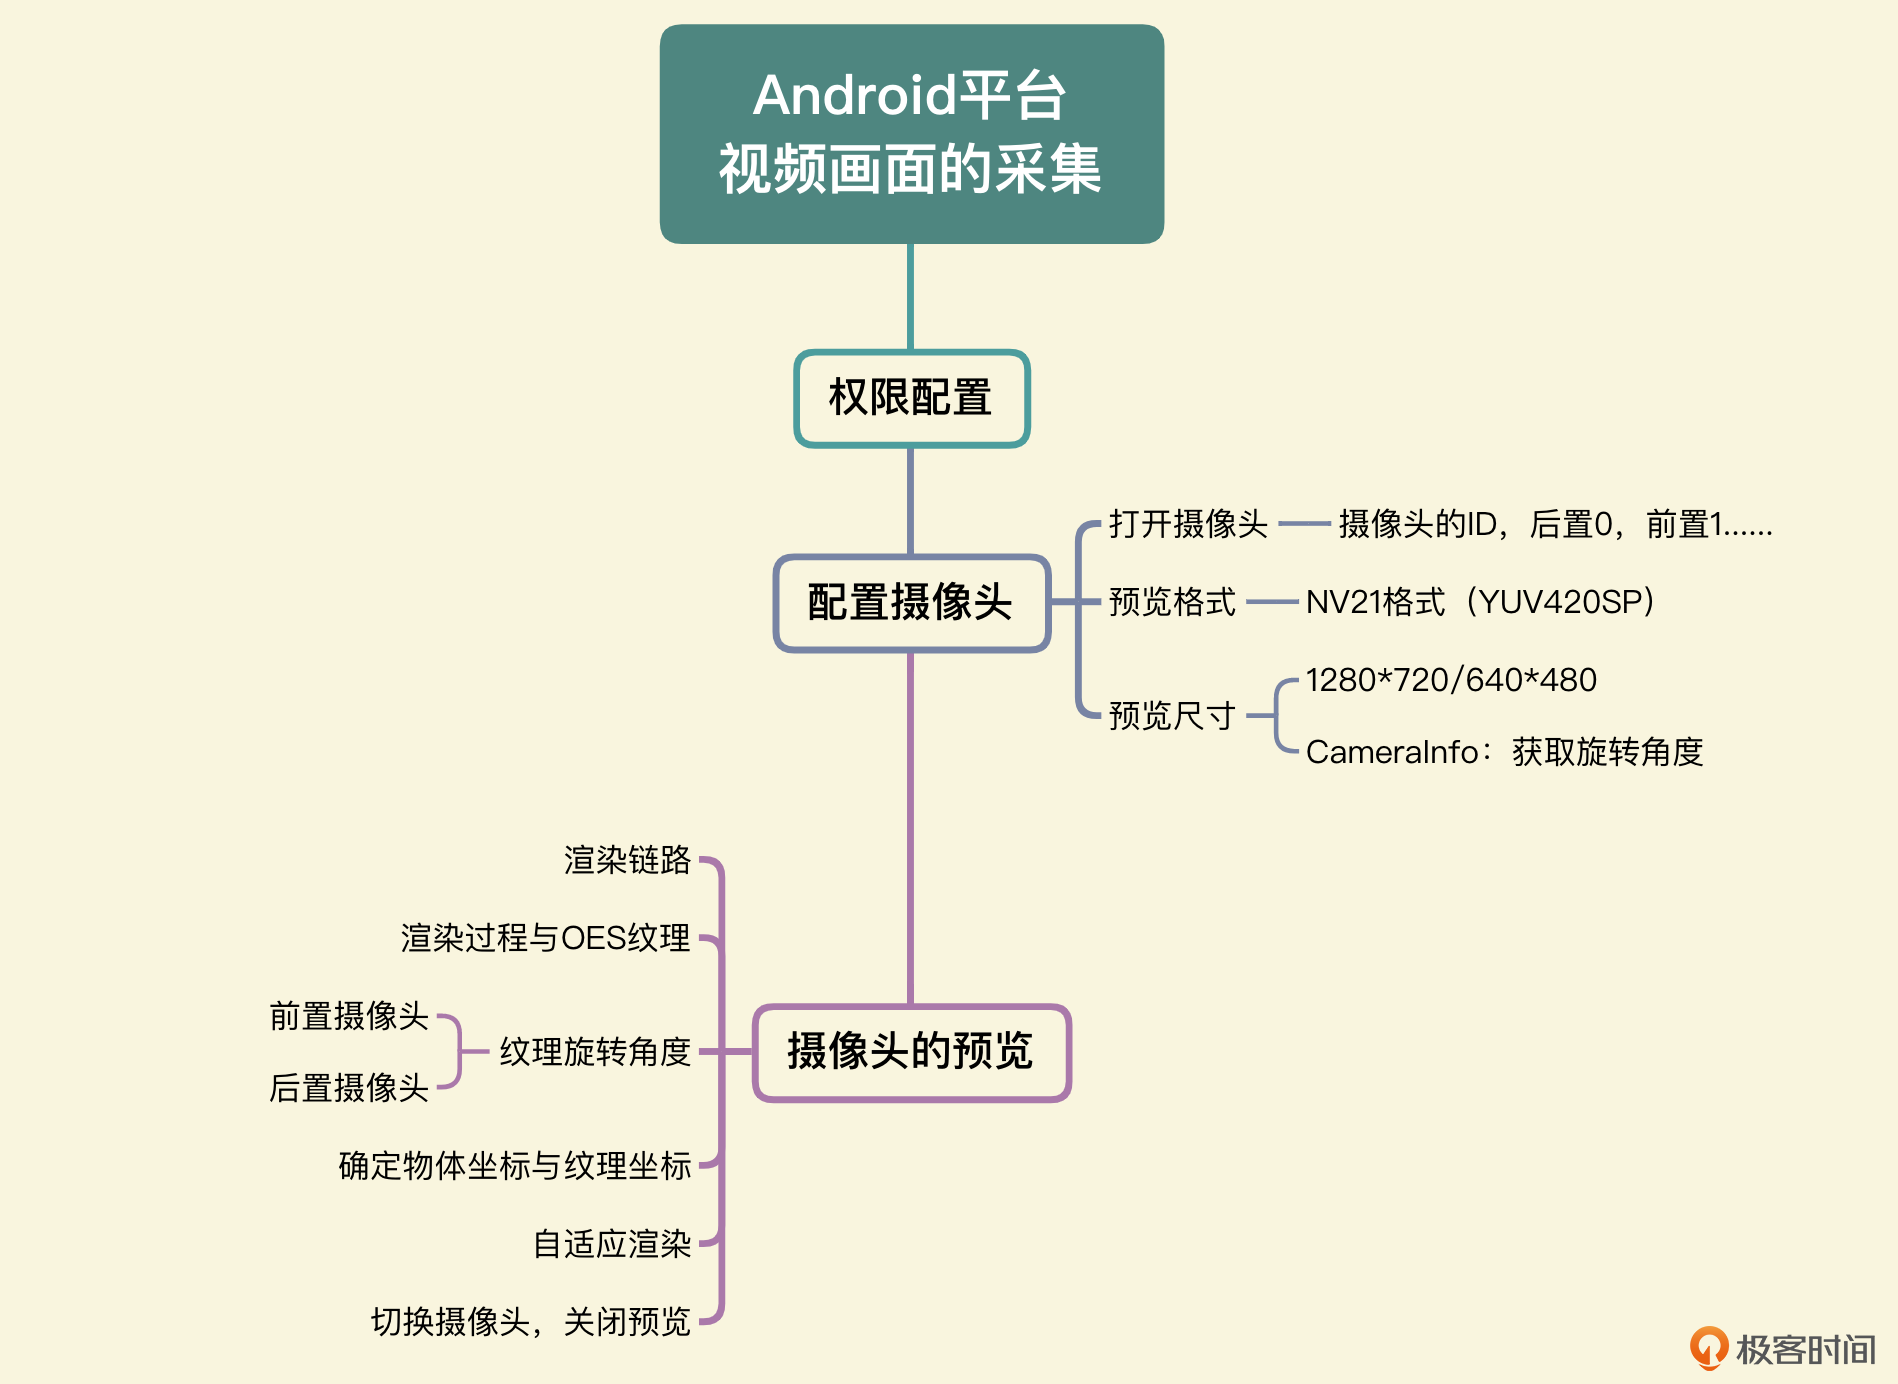 Android平台
视频画面的采集
权限配置
配置摄像头
打开摄像头
摄像头的ID，后置0，前置1......
预览格式
NV21格式（YUV420SP）
预览尺寸
1280*720/640*480
CameraInfo：获取旋转角度
摄像头的预览
渲染链路
渲染过程与OES纹理
纹理旋转角度
前置摄像头
后置摄像头
确定物体坐标与纹理坐标
自适应渲染
切换摄像头，关闭预览
极客时间